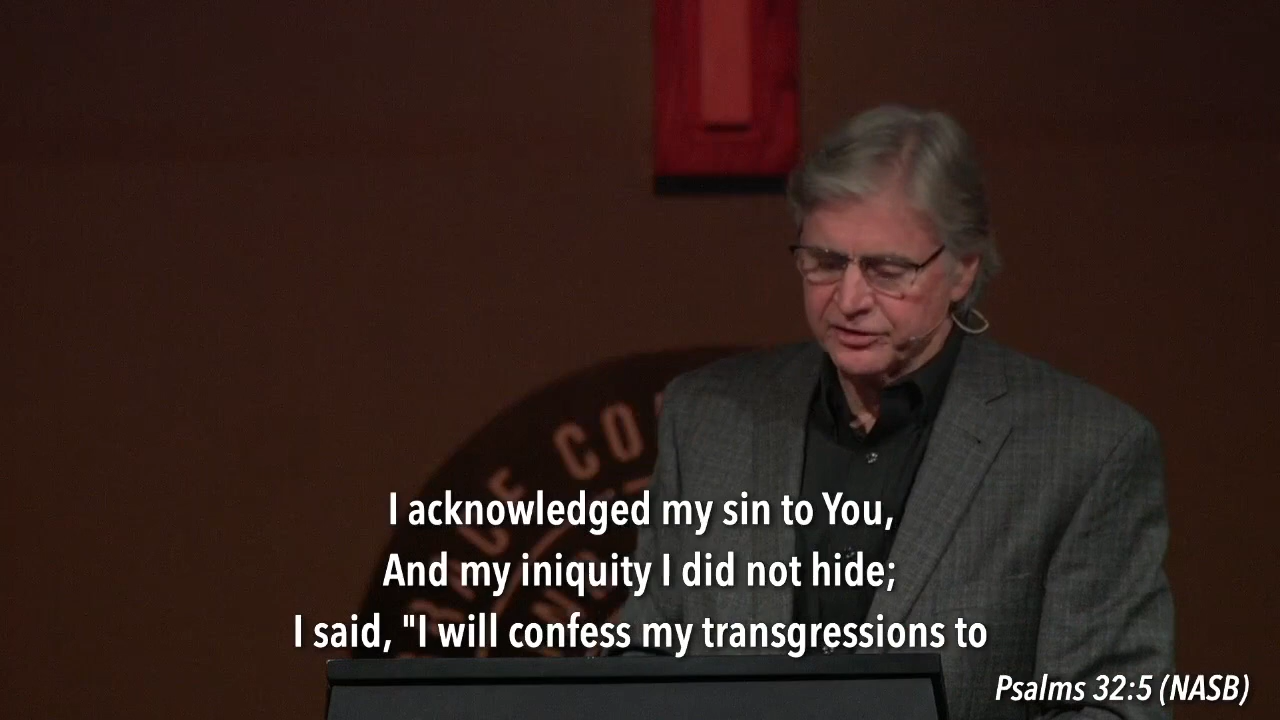 I acknowledged my sin to You,
And my iniquity I did not hide;
I said, "I will confess my transgressions to
Psalms 32:5 (NASB)